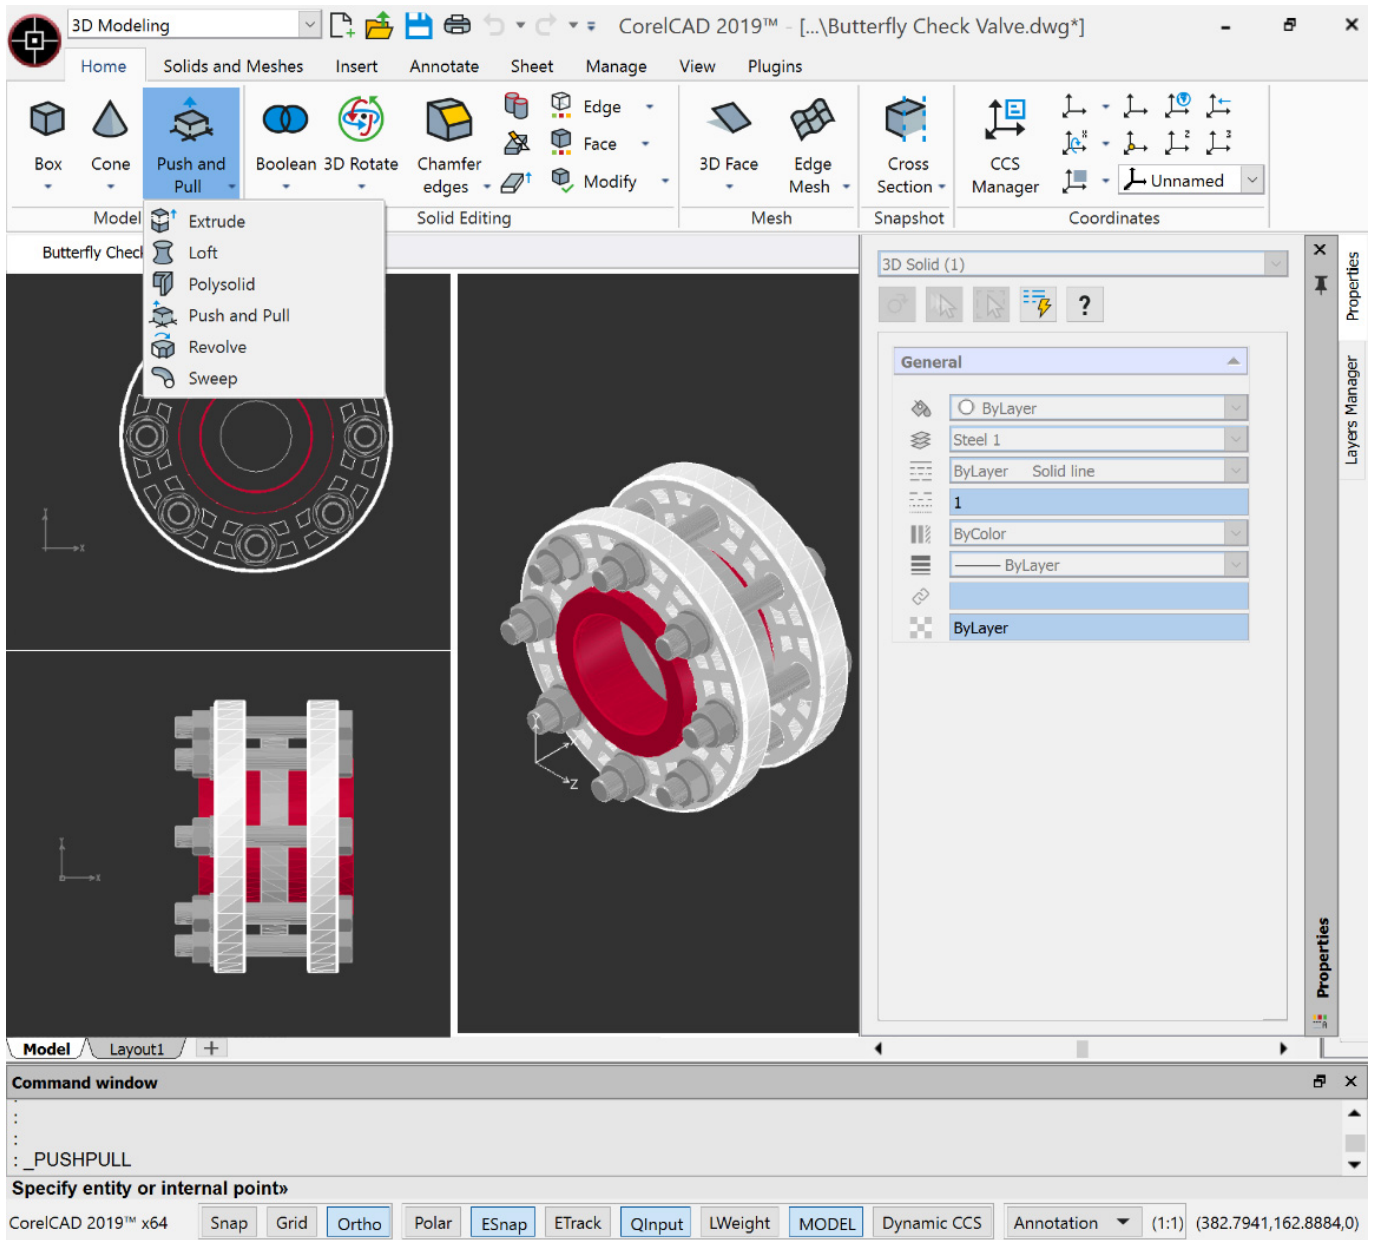 3D Modeling
CorelCAD 2019™ - [...\Butterfly Check Valve.dwg*]
Home Solids and Meshes Insert Annotate Sheet Manage View Plugins
Box Cone Push and Pull Boolean 3D Rotate Chamfer edges
Edge
Face
Modify
3D Face Edge Mesh Cross Section CCS Manager Unnamed
Model Solid Editing Mesh Snapshot Coordinates
Extrude
Loft
Polysolid
Push and Pull
Revolve
Sweep
Butterfly Chec
3D Solid (1)
?
General
ByLayer
Steel 1
ByLayer Solid line
1
ByColor
ByLayer
ByLayer
Properties
Layers Manager
Properties
Z
Model Layout1 +
Command window
:
:
: _PUSHPULL
Specify entity or internal point»
CorelCAD 2019™ x64 Snap Grid Ortho Polar ESnap ETrack QInput LWeight MODEL Dynamic CCS Annotation (1:1) (382.7941,162.8884,0)